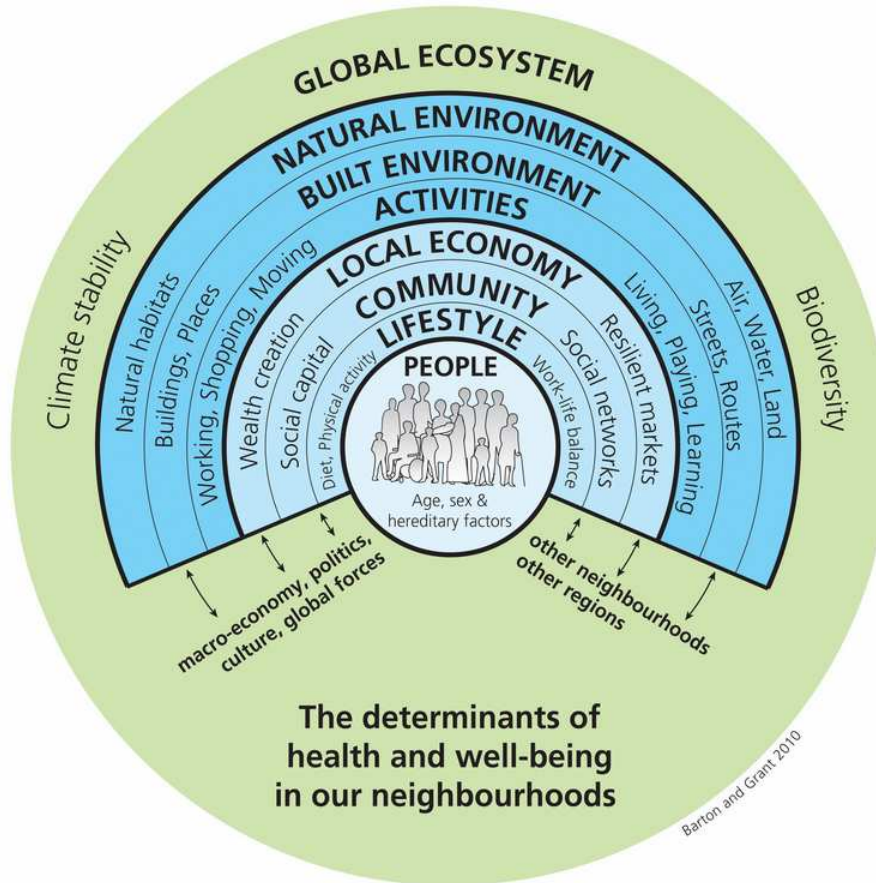 GLOBAL ECOSYSTEM
NATURAL ENVIRONMENT
BUILT ENVIRONMENT
ACTIVITIES
LOCAL ECONOMY
COMMUNITY
LIFESTYLE
PEOPLE
Age, sex &
hereditary factors
Climate stability
Natural habitats
Buildings, Places
Working, Shopping, Moving
Wealth creation
Social capital
Diet, Physical activity
Work-life balance
Social networks
Resilient markets
Living, Playing, Learning
Streets, Routes
Air, Water, Land
Biodiversity
macro-economy, politics,
culture, global forces
other neighbourhoods
other regions
The determinants of
health and well-being
in our neighbourhoods
Barton and Grant 2010